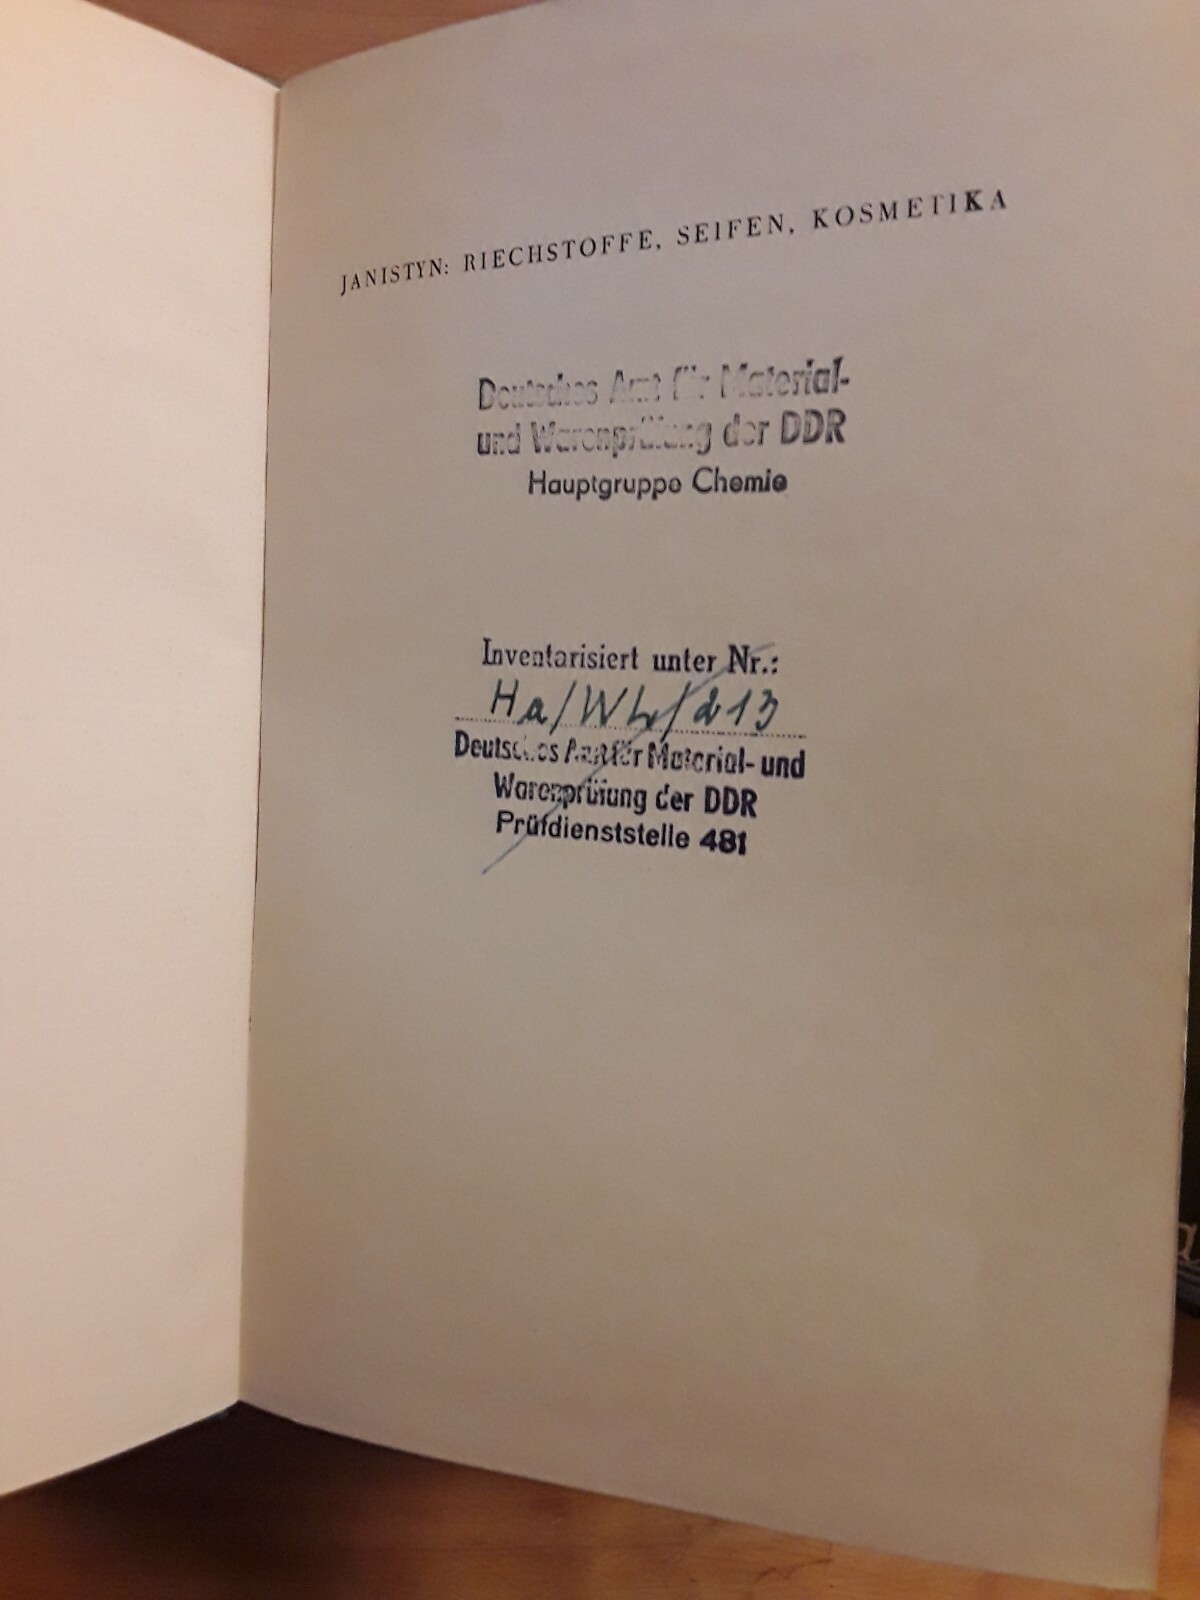 JANISTYN: RIECHSTOFFE, SEIFEN, KOSMETIKA
Deutsches Amt für Material-
und Warenprüfung der DDR
Hauptgruppe Chemie
Inventarisiert unter Nr.:
Ha/Wb/213
Deutsches Amt für Material- und
Warenprüfung der DDR
Prüfdienststelle 481